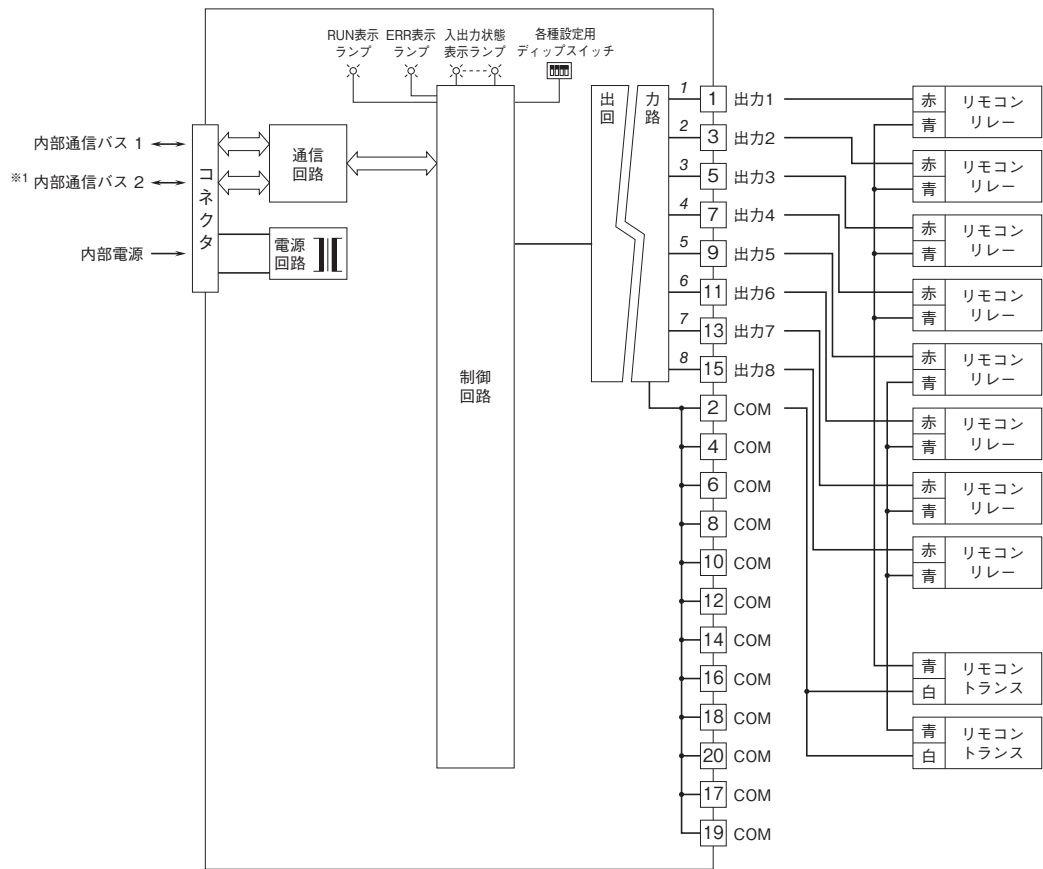 RUN表示
ランプ
ERR表示
ランプ
入出力状態
表示ランプ
各種設定用
ディップスイッチ
内部通信バス 1
※1 内部通信バス 2
内部電源
コネクタ
通信
回路
電源
回路
制御
回路
出力
回路
1 1 出力1
2 3 出力2
3 5 出力3
4 7 出力4
5 9 出力5
6 11 出力6
7 13 出力7
8 15 出力8
2 COM
4 COM
6 COM
8 COM
10 COM
12 COM
14 COM
16 COM
18 COM
20 COM
17 COM
19 COM
赤
青
リモコン
リレー
赤
青
リモコン
リレー
赤
青
リモコン
リレー
赤
青
リモコン
リレー
赤
青
リモコン
リレー
赤
青
リモコン
リレー
赤
青
リモコン
リレー
赤
青
リモコン
リレー
青
白
リモコン
トランス
青
白
リモコン
トランス